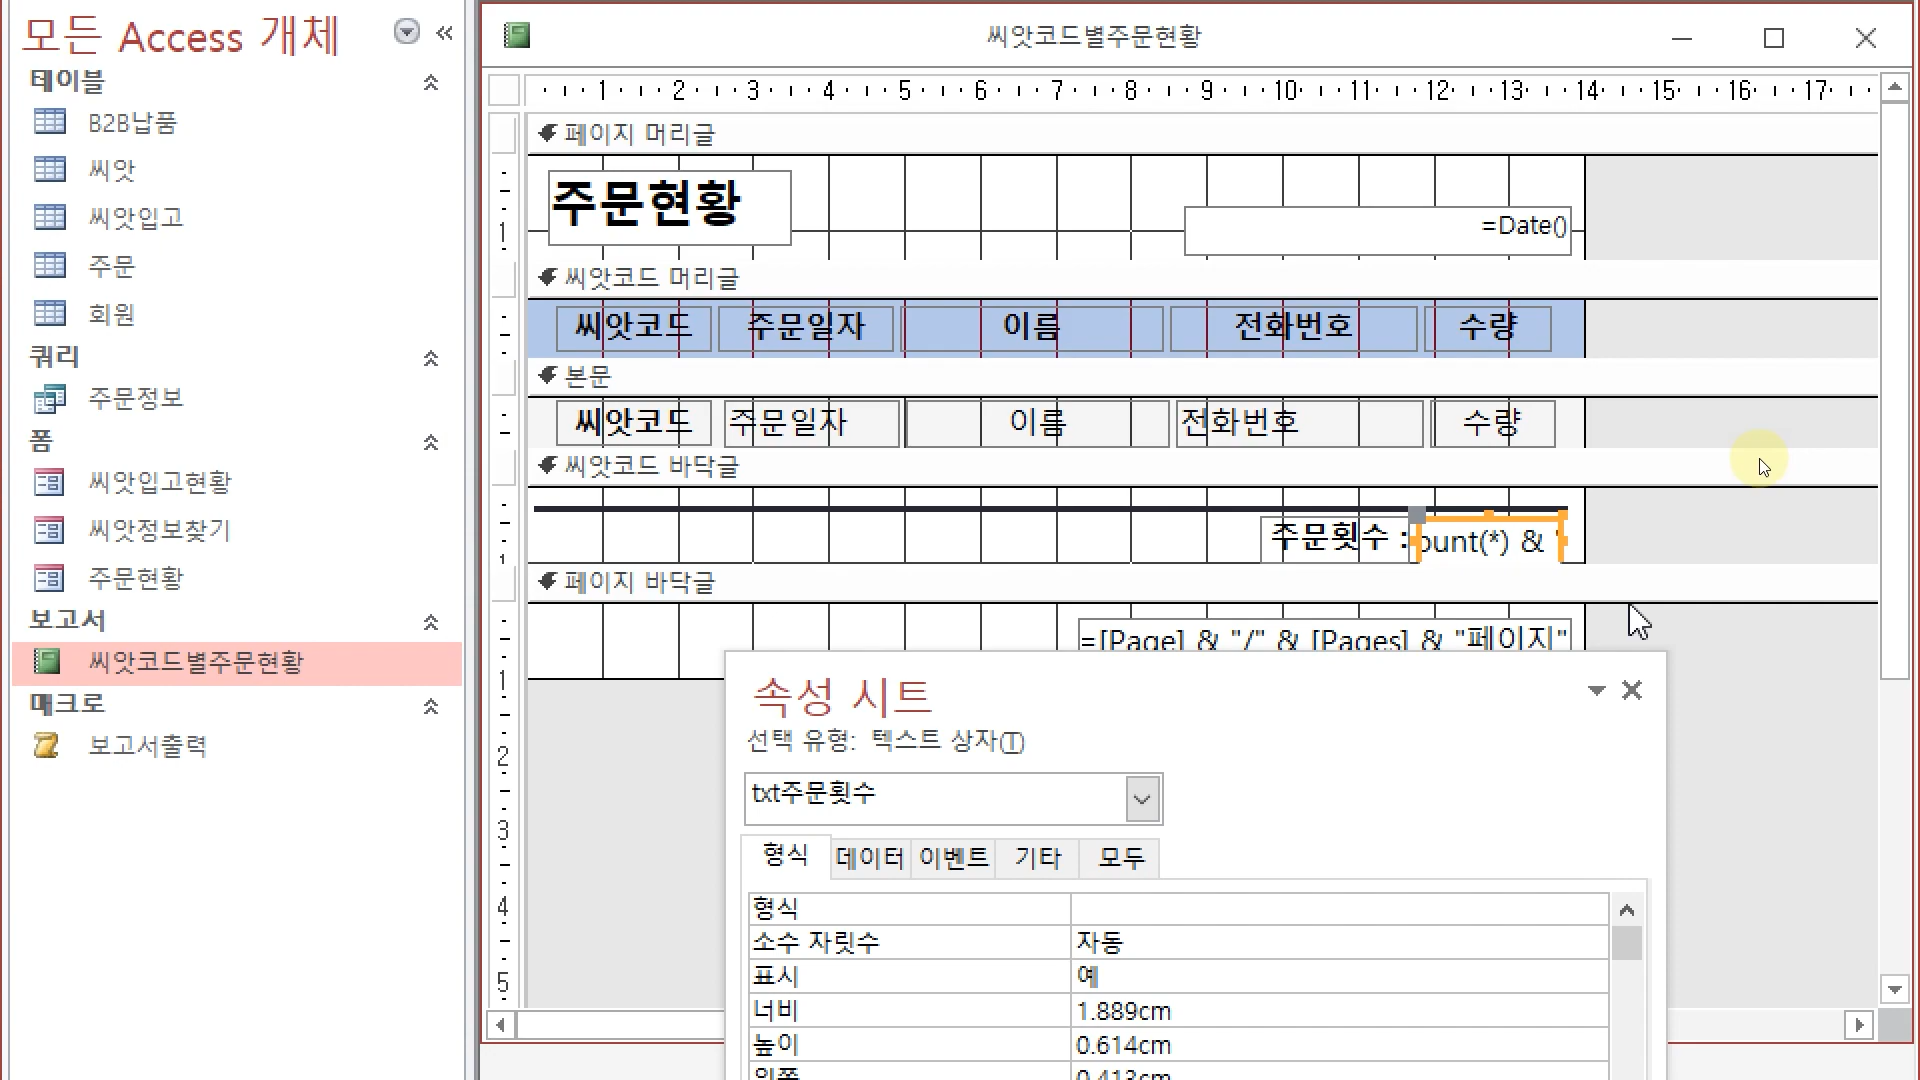 모든 Access 개체
테이블
B2B납품
씨앗
씨앗입고
주문
회원
쿼리
주문정보
폼
씨앗입고현황
씨앗정보찾기
주문현황
보고서
씨앗코드별주문현황
매크로
보고서출력
씨앗코드별주문현황
1 2 3 4 5 6 7 8 9 10 11 12 13 14 15 16 17
페이지 머리글
주문현황
=Date()
1
씨앗코드 머리글
씨앗코드 주문일자 이름 전화번호 수량
본문
씨앗코드 주문일자 이름 전화번호 수량
씨앗코드 바닥글
주문횟수 : ount(*) & "
1
페이지 바닥글
=[Page] & "/" & [Pages] & "페이지"
1
2
3
4
5
속성 시트
선택 유형: 텍스트 상자(T)
txt주문횟수
형식 데이터 이벤트 기타 모두
형식
소수 자릿수 자동
표시 예
너비 1.889cm
높이 0.614cm
왼쪽 0.413cm